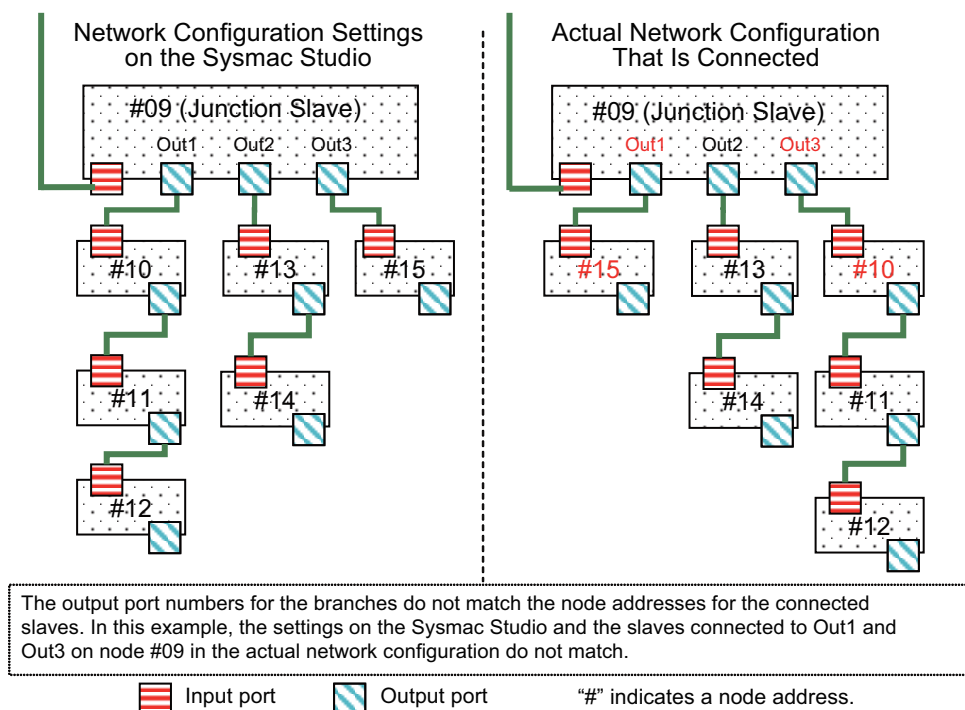 Network Configuration Settings
on the Sysmac Studio
#09 (Junction Slave)
Out1 Out2 Out3
#10 #13 #15
#11 #14
#12
Actual Network Configuration
That Is Connected
#09 (Junction Slave)
Out1 Out2 Out3
#15 #13 #10
#14 #11
#12
The output port numbers for the branches do not match the node addresses for the connected
slaves. In this example, the settings on the Sysmac Studio and the slaves connected to Out1 and
Out3 on node #09 in the actual network configuration do not match.
Input port Output port “#” indicates a node address.